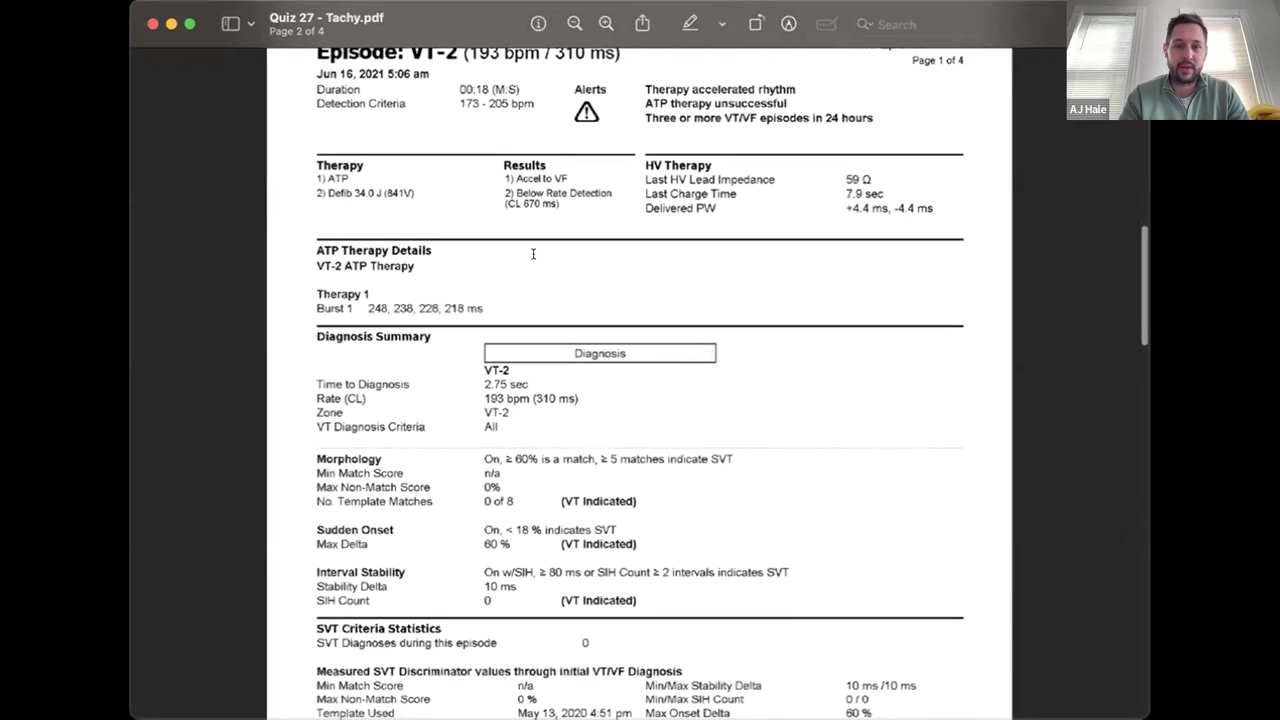 Quiz 27 - Tachy.pdf
Page 2 of 4
Search
AJ Hale
Episode: VT-2 (193 bpm / 310 ms)
Page 1 of 4
Jun 16, 2021 5:06 am
Duration 00:18 (M:S) Alerts Therapy accelerated rhythm
Detection Criteria 173 - 205 bpm ATP therapy unsuccessful
Three or more VT/VF episodes in 24 hours
Therapy Results HV Therapy
1) ATP 1) Accel to VF Last HV Lead Impedance 59 Ω
2) Defib 34.0 J (841V) 2) Below Rate Detection Last Charge Time 7.9 sec
(CL 670 ms) Delivered PW +4.4 ms, -4.4 ms
ATP Therapy Details
VT-2 ATP Therapy
Therapy 1
Burst 1 248, 238, 228, 218 ms
Diagnosis Summary
Diagnosis
VT-2
Time to Diagnosis 2.75 sec
Rate (CL) 193 bpm (310 ms)
Zone VT-2
VT Diagnosis Criteria All
Morphology On, ≥ 60% is a match, ≥ 5 matches indicate SVT
Min Match Score n/a
Max Non-Match Score 0%
No. Template Matches 0 of 8 (VT Indicated)
Sudden Onset On, < 18 % indicates SVT
Max Delta 60 % (VT Indicated)
Interval Stability On w/SIH, ≥ 80 ms or SIH Count ≥ 2 intervals indicates SVT
Stability Delta 10 ms
SIH Count 0 (VT Indicated)
SVT Criteria Statistics
SVT Diagnoses during this episode 0
Measured SVT Discriminator values through initial VT/VF Diagnosis
Min Match Score n/a Min/Max Stability Delta 10 ms /10 ms
Max Non-Match Score 0 % Min/Max SIH Count 0 / 0
Template Used May 13, 2020 4:51 pm Max Onset Delta 60 %